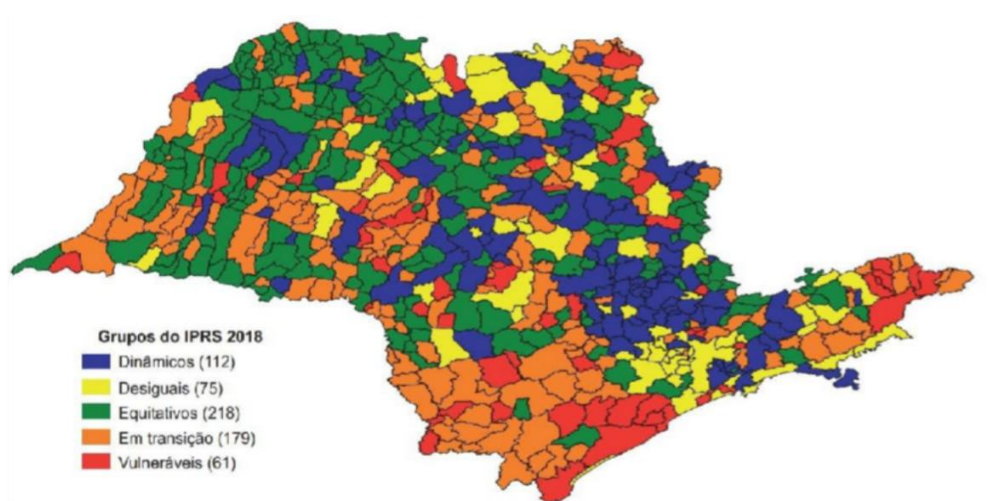 Grupos do IPRS 2018
Dinâmicos (112)
Desiguais (75)
Equitativos (218)
Em transição (179)
Vulneráveis (61)